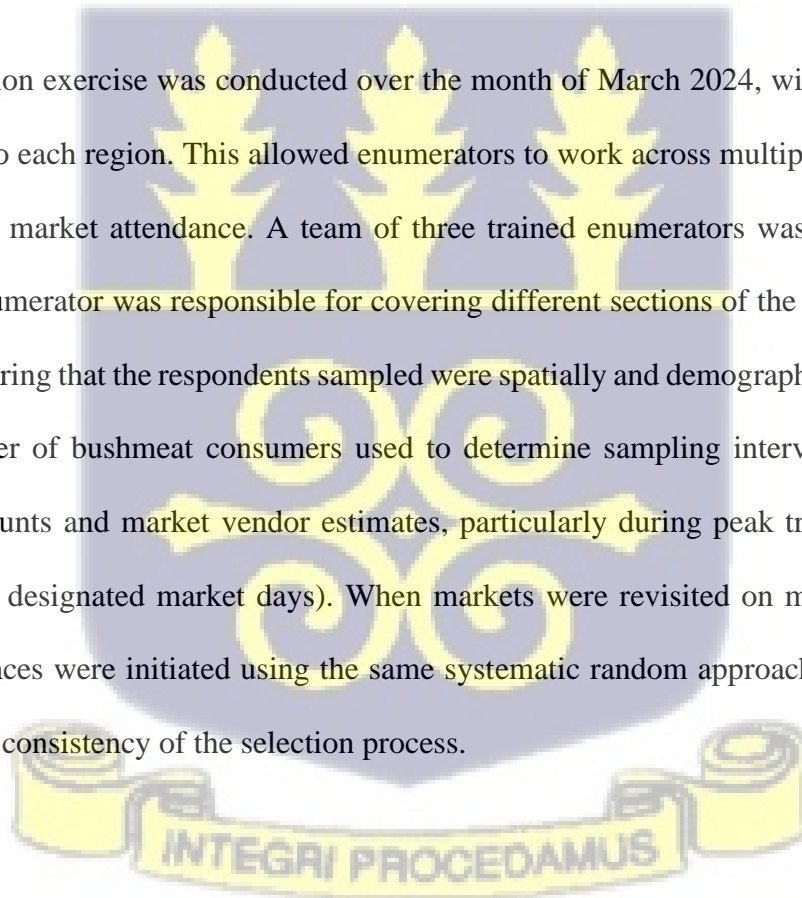 ion exercise was conducted over the month of March 2024, wi
o each region. This allowed enumerators to work across multip
market attendance. A team of three trained enumerators was
umerator was responsible for covering different sections of the
ring that the respondents sampled were spatially and demograph
er of bushmeat consumers used to determine sampling interv
unts and market vendor estimates, particularly during peak tr
designated market days). When markets were revisited on m
nces were initiated using the same systematic random approach
consistency of the selection process.
INTEGRI PROCEDAMUS